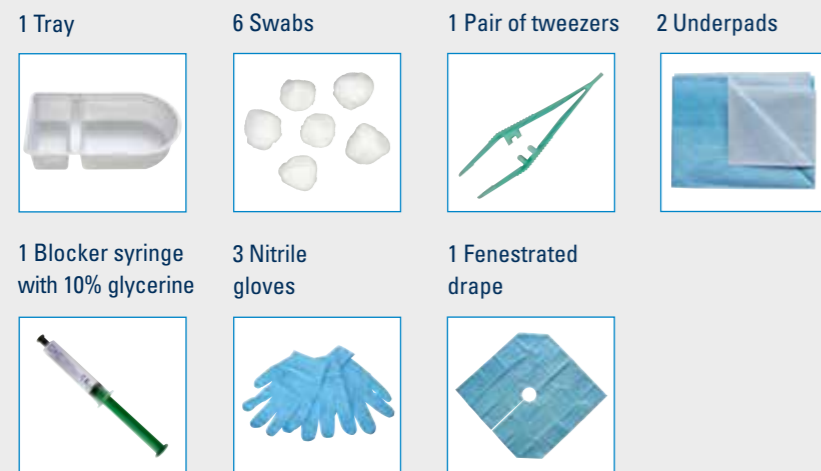 1 Tray
6 Swabs
1 Pair of tweezers
2 Underpads
1 Blocker syringe
with 10% glycerine
3 Nitrile
gloves
1 Fenestrated
drape